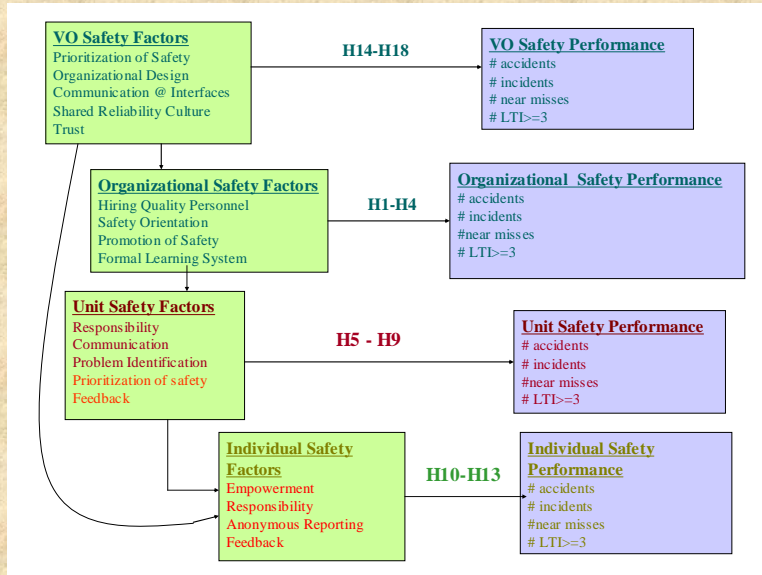 VO Safety Factors
Prioritization of Safety
Organizational Design
Communication @ Interfaces
Shared Reliability Culture
Trust
H14-H18
VO Safety Performance
# accidents
# incidents
# near misses
# LTI>=3
Organizational Safety Factors
Hiring Quality Personnel
Safety Orientation
Promotion of Safety
Formal Learning System
H1-H4
Organizational  Safety Performance
# accidents
# incidents
#near misses
# LTI>=3
Unit Safety Factors
Responsibility
Communication
Problem Identification
Prioritization of safety
Feedback
H5 - H9
Unit Safety Performance
# accidents
# incidents
#near misses
# LTI>=3
Individual Safety
Factors
Empowerment
Responsibility
Anonymous Reporting
Feedback
H10-H13
Individual Safety
Performance
# accidents
# incidents
#near misses
# LTI>=3